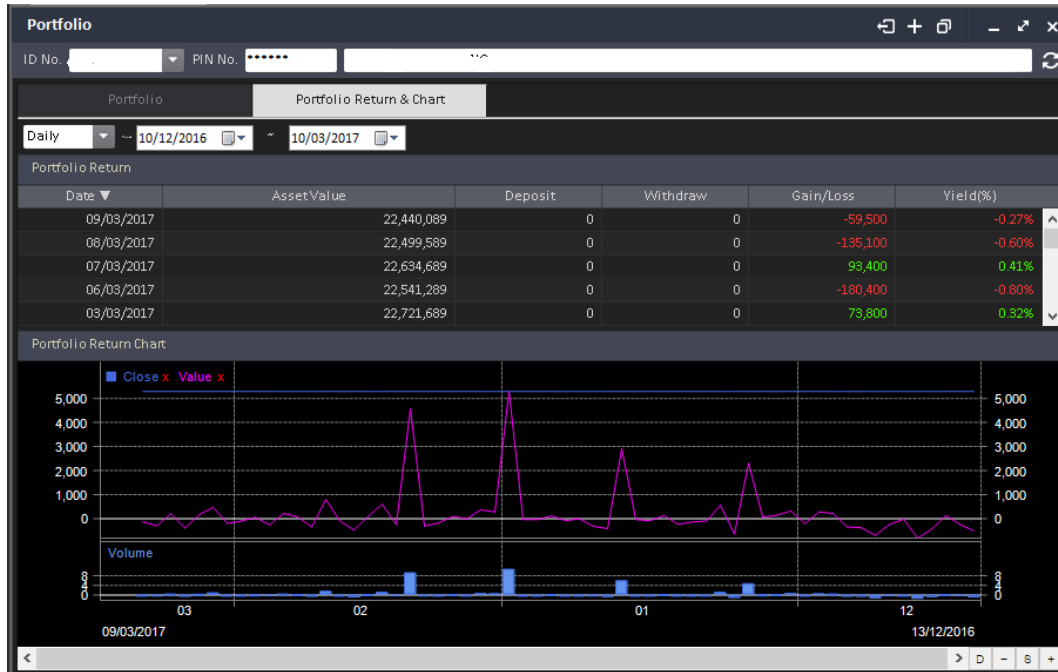 Portfolio
ID No. PIN No. ******
Portfolio Portfolio Return & Chart
Daily 10/12/2016 ~ 10/03/2017
Portfolio Return
Date ▼ AssetValue Deposit Withdraw Gain/Loss Yield(%)
09/03/2017 22,440,089 0 0 -59,500 -0.27%
08/03/2017 22,499,589 0 0 -135,100 -0.60%
07/03/2017 22,634,689 0 0 93,400 0.41%
06/03/2017 22,541,289 0 0 -180,400 -0.80%
03/03/2017 22,721,689 0 0 73,800 0.32%
Portfolio Return Chart
Close x Value x
5,000 5,000
4,000 4,000
3,000 3,000
2,000 2,000
1,000 1,000
0 0
Volume
8 8
4 4
0 0
03 02 01 12
09/03/2017 13/12/2016
D - S +